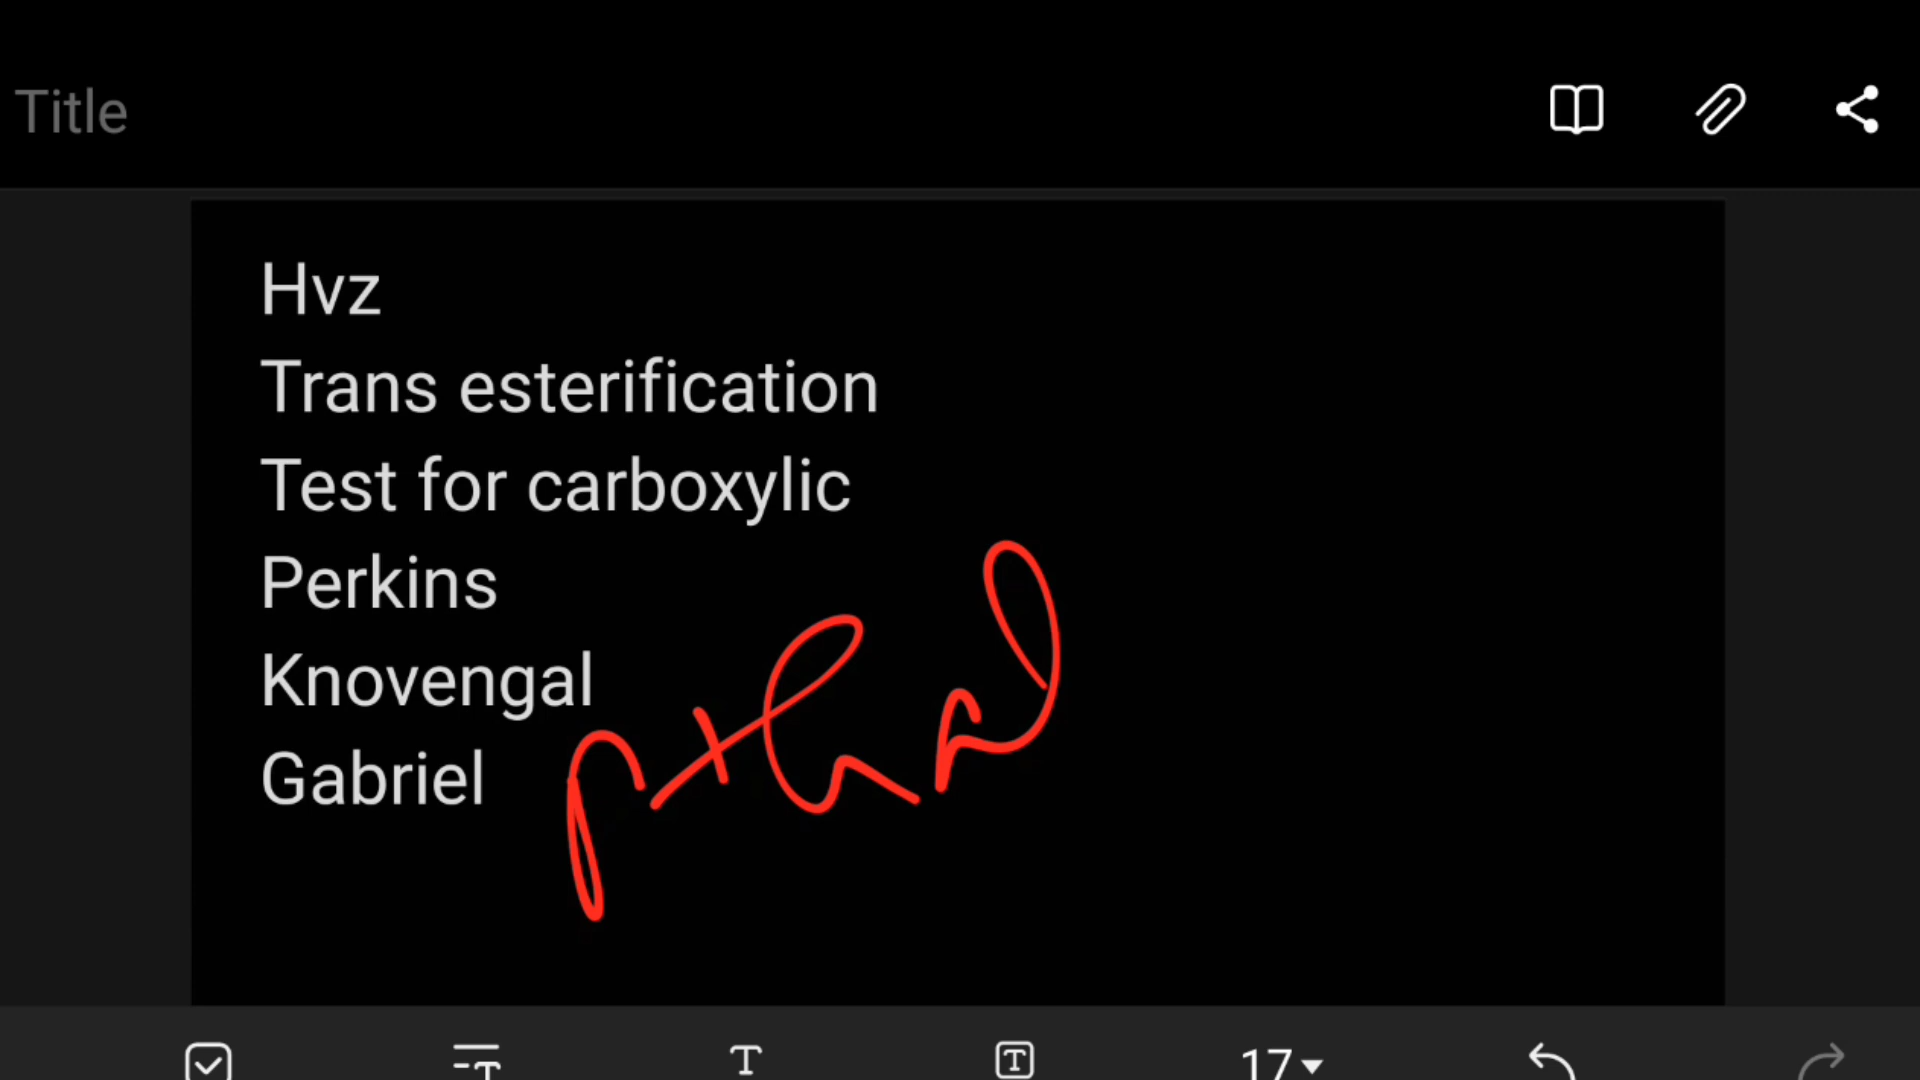 Title
Hvz
Trans esterification
Test for carboxylic
Perkins
Knovengal
Gabriel
T
T
T
17